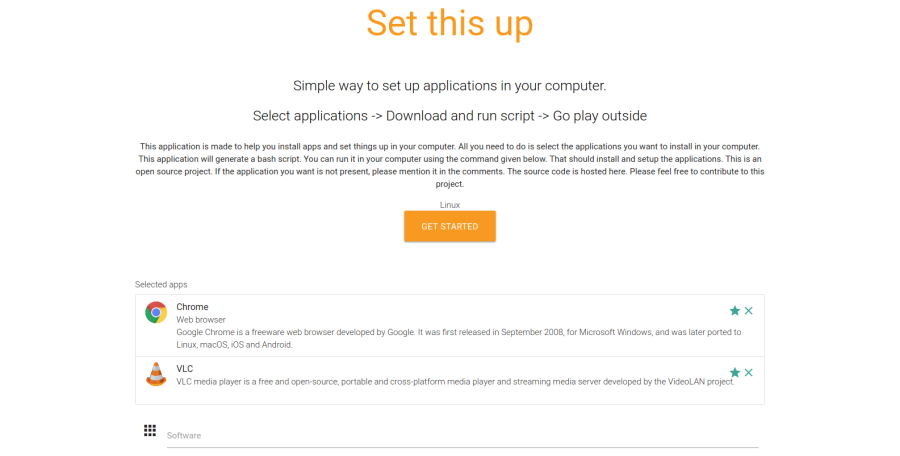 Set this up
Simple way to set up applications in your computer.
Select applications -> Download and run script -> Go play outside
This application is made to help you install apps and set things up in your computer. All you need to do is select the applications you want to install in your computer.
This application will generate a bash script. You can run it in your computer using the command given below. That should install and setup the applications. This is an
open source project. If the application you want is not present, please mention it in the comments. The source code is hosted here. Please feel free to contribute to this
project.
Linux
GET STARTED
Selected apps
Chrome
Web browser
Google Chrome is a freeware web browser developed by Google. It was first released in September 2008, for Microsoft Windows, and was later ported to
Linux, macOS, iOS and Android.
VLC
VLC media player is a free and open-source, portable and cross-platform media player and streaming media server developed by the VideoLAN project.
Software